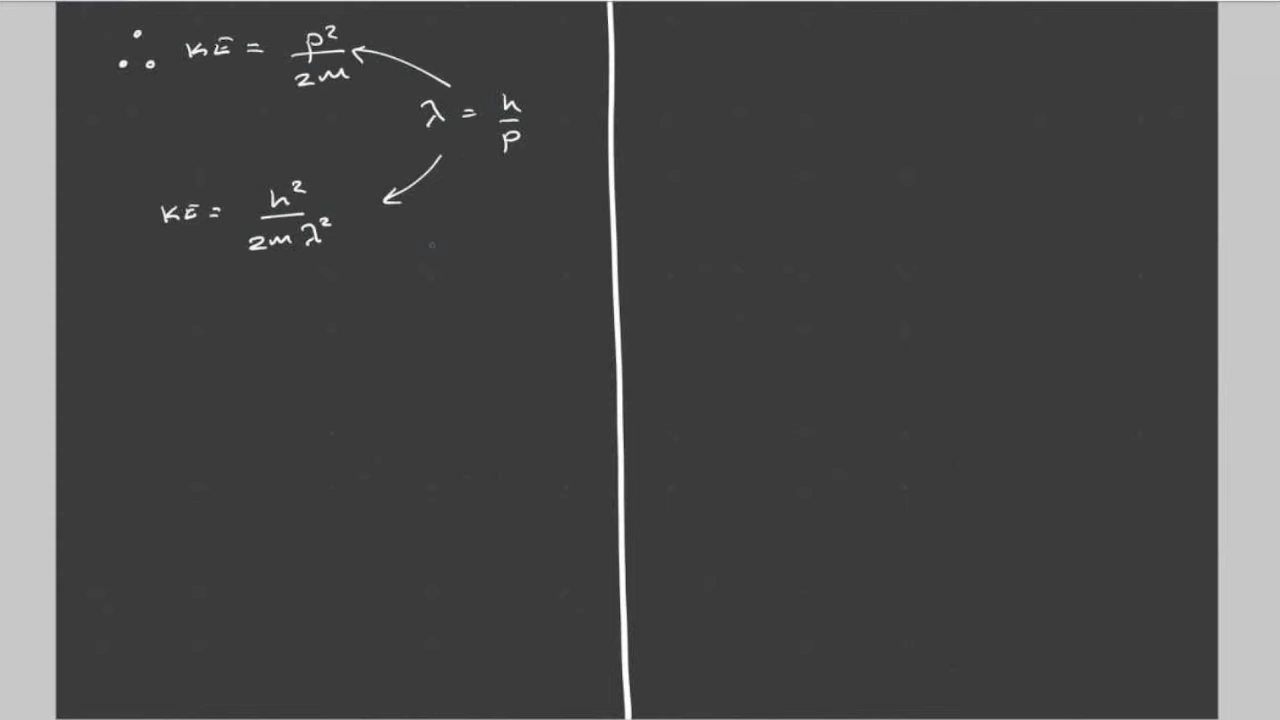 ∴ KE = p²/2m
λ = h/p
KE = h²/2mλ²